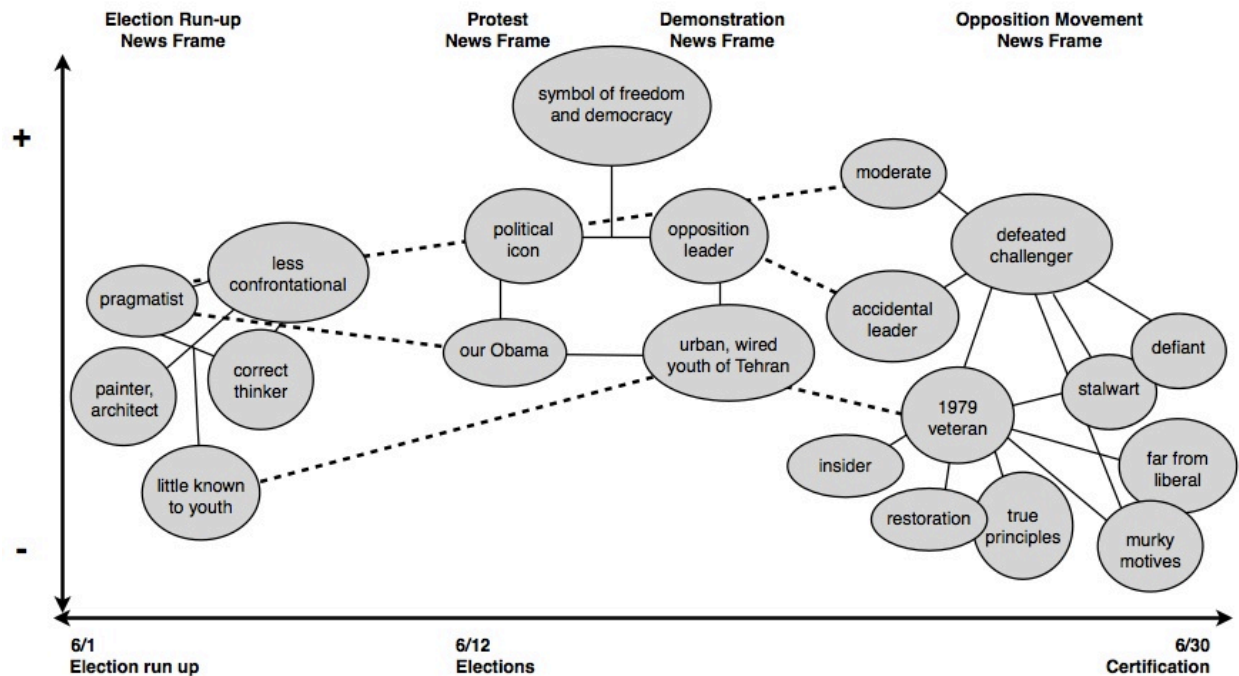 Election Run-up
News Frame
Protest
News Frame
Demonstration
News Frame
Opposition Movement
News Frame
+
-
symbol of freedom
and democracy
political
icon
opposition
leader
our Obama
urban, wired
youth of Tehran
less
confrontational
pragmatist
painter,
architect
correct
thinker
little known
to youth
moderate
defeated
challenger
accidental
leader
defiant
stalwart
1979
veteran
insider
restoration
true
principles
far from
liberal
murky
motives
6/1
Election run up
6/12
Elections
6/30
Certification